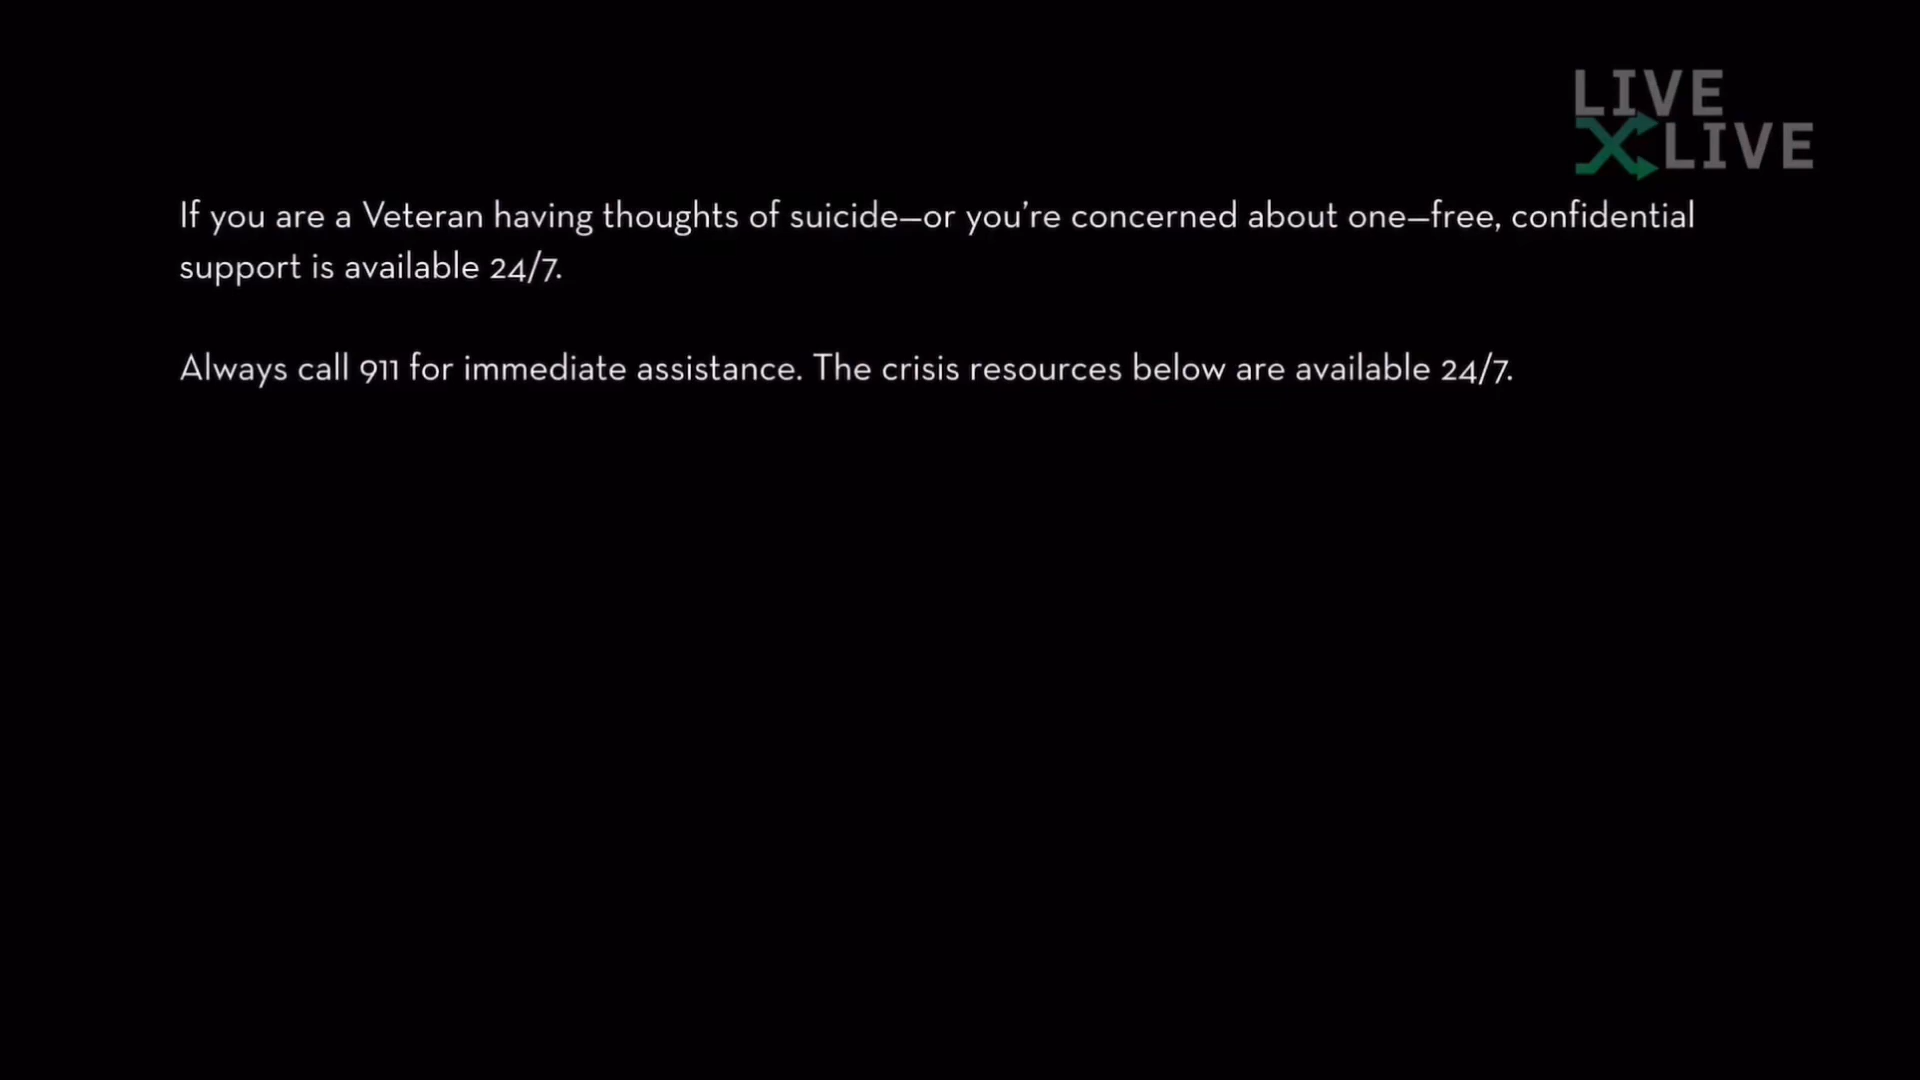 LIVE
LIVE
If you are a Veteran having thoughts of suicide—or you’re concerned about one—free, confidential
support is available 24/7.
Always call 911 for immediate assistance. The crisis resources below are available 24/7.